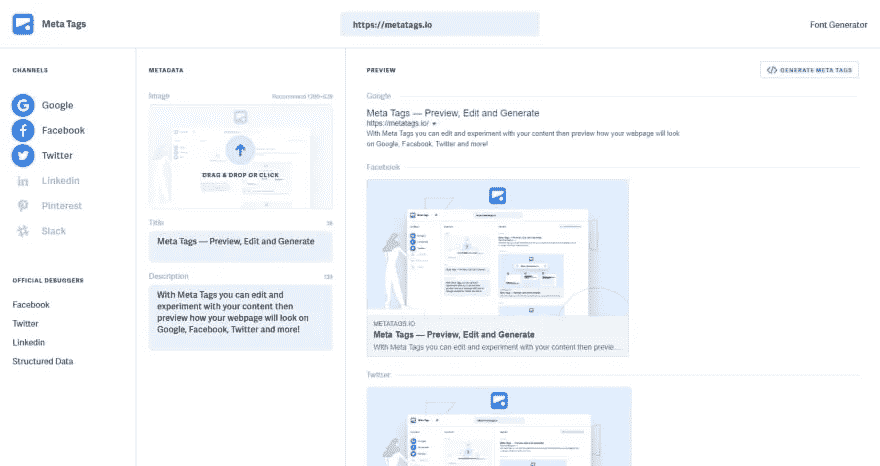 Meta Tags
https://metatags.io
Font Generator
CHANNELS
Google
Facebook
Twitter
Linkedin
Pinterest
Slack
OFFICIAL DEBUGGERS
Facebook
Twitter
Linkedin
Structured Data
METADATA
Image
Recommend
DRAG & DROP OR CLICK
Title
Meta Tags — Preview, Edit and Generate
Description
With Meta Tags you can edit and
experiment with your content then
preview how your webpage will look on
Google, Facebook, Twitter and more!
PREVIEW
</> GENERATE META TAGS
Google
Meta Tags — Preview, Edit and Generate
https://metatags.io/
With Meta Tags you can edit and experiment with your content then preview how your webpage will look
on Google, Facebook, Twitter and more!
Facebook
Meta Tags
METATAGS.IO
Meta Tags — Preview, Edit and Generate
With Meta Tags you can edit and experiment with your content then previe...
Twitter
Meta Tags